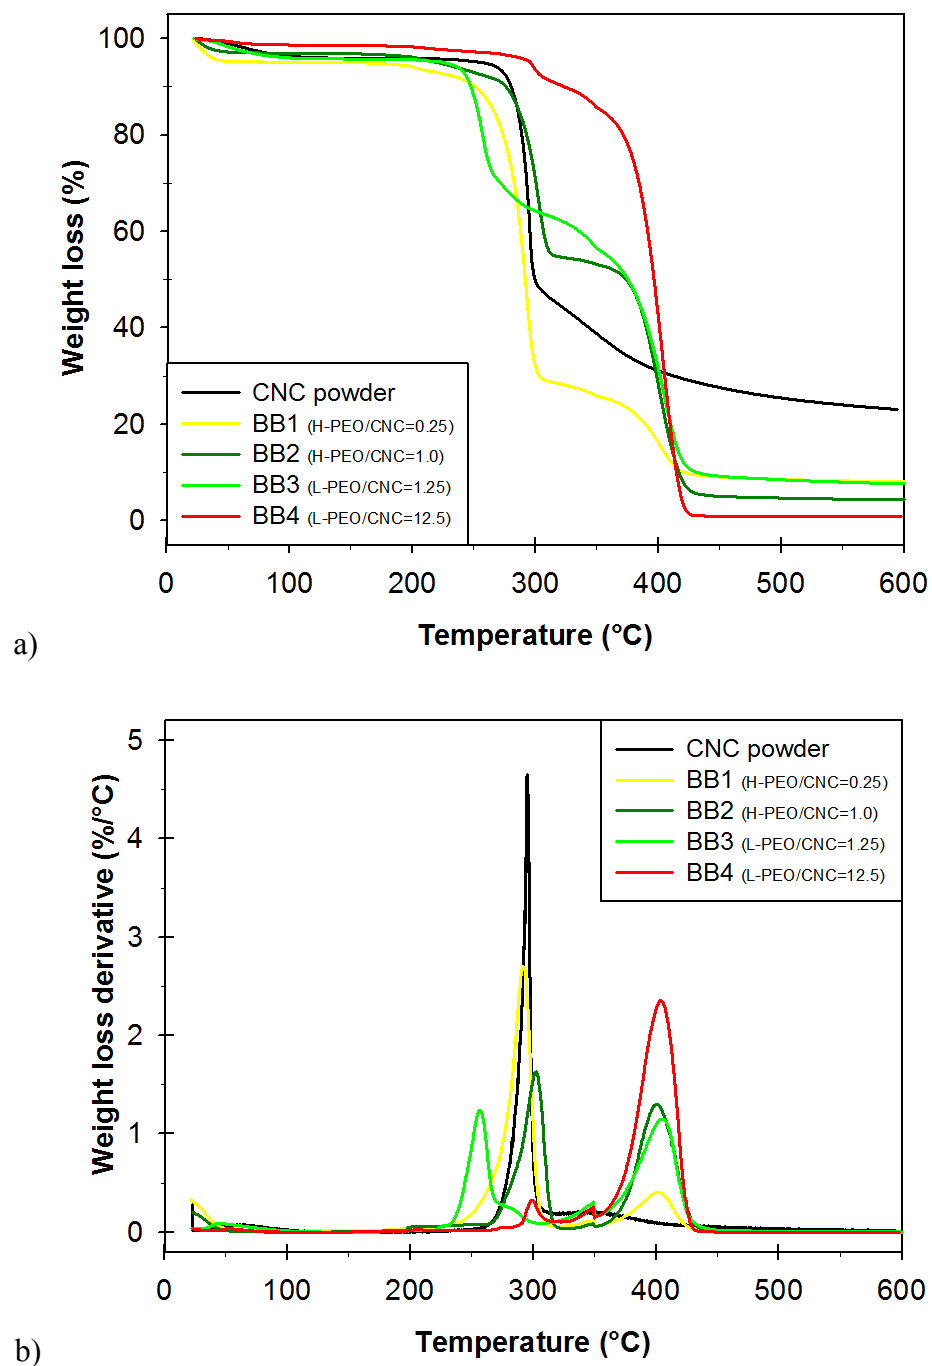 100
80
60
40
20
0
Weight loss (%)
CNC powder
BB1 (H-PEO/CNC=0.25)
BB2 (H-PEO/CNC=1.0)
BB3 (L-PEO/CNC=1.25)
BB4 (L-PEO/CNC=12.5)
0 100 200 300 400 500 600
Temperature (°C)
a)
5
4
3
2
1
0
Weight loss derivative (%/°C)
CNC powder
BB1 (H-PEO/CNC=0.25)
BB2 (H-PEO/CNC=1.0)
BB3 (L-PEO/CNC=1.25)
BB4 (L-PEO/CNC=12.5)
0 100 200 300 400 500 600
Temperature (°C)
b)